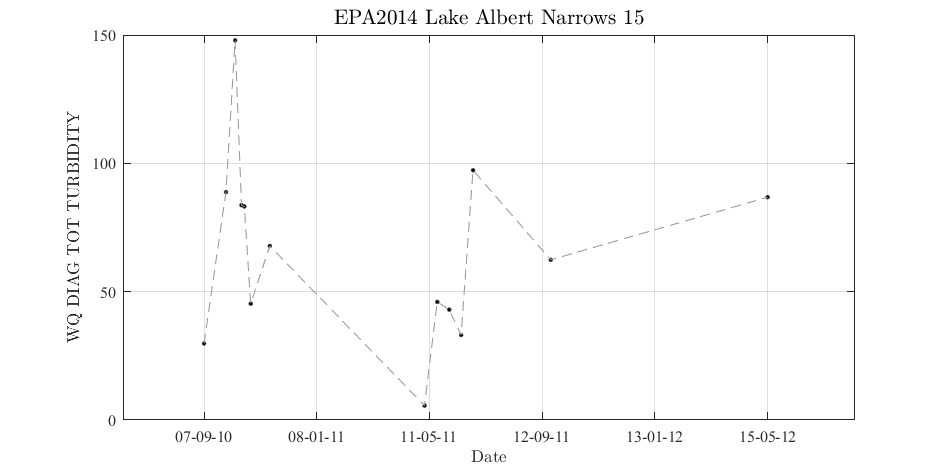 EPA2014 Lake Albert Narrows 15
WQ DIAG TOT TURBIDITY
150
100
50
0
07-09-10 08-01-11 11-05-11 12-09-11 13-01-12 15-05-12
Date